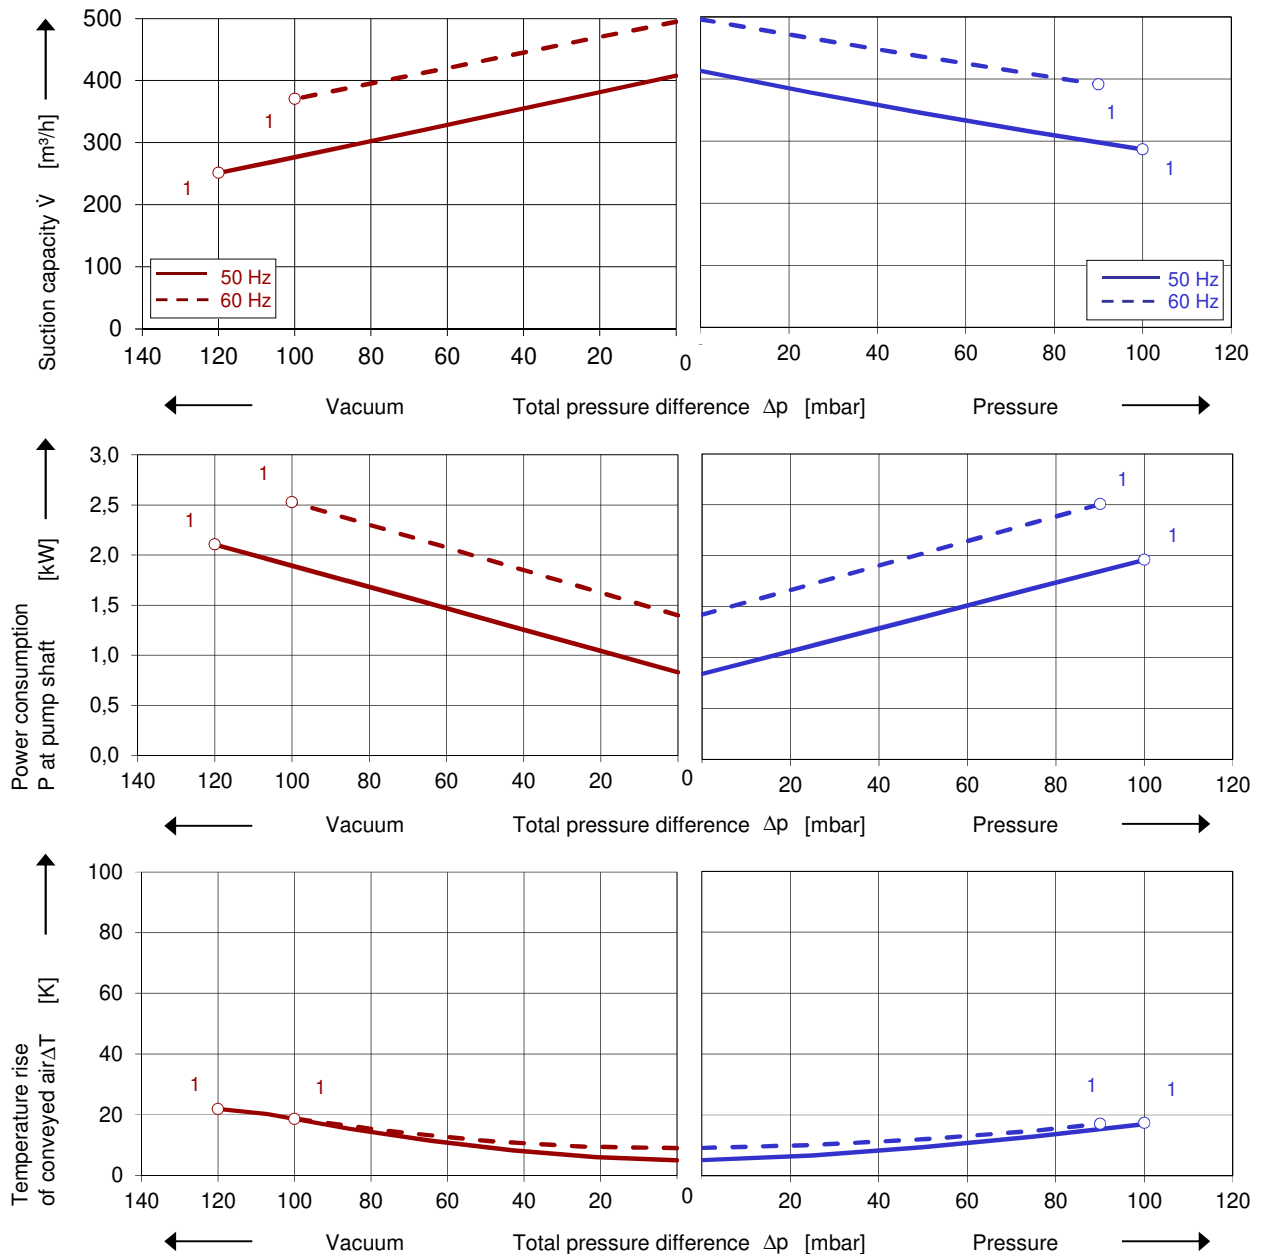 Suction capacity V̇ [m³/h]
500
400
300
200
100
0
1
1
1
1
50 Hz
60 Hz
50 Hz
60 Hz
140 120 100 80 60 40 20 0 20 40 60 80 100 120
Vacuum Total pressure difference Δp [mbar] Pressure
Power consumption
P at pump shaft [kW]
3,0
2,5
2,0
1,5
1,0
0,5
0,0
1
1
1
1
140 120 100 80 60 40 20 0 20 40 60 80 100 120
Vacuum Total pressure difference Δp [mbar] Pressure
Temperature rise
of conveyed airΔT [K]
100
80
60
40
20
0
1
1
1
1
140 120 100 80 60 40 20 0 20 40 60 80 100 120
Vacuum Total pressure difference Δp [mbar] Pressure